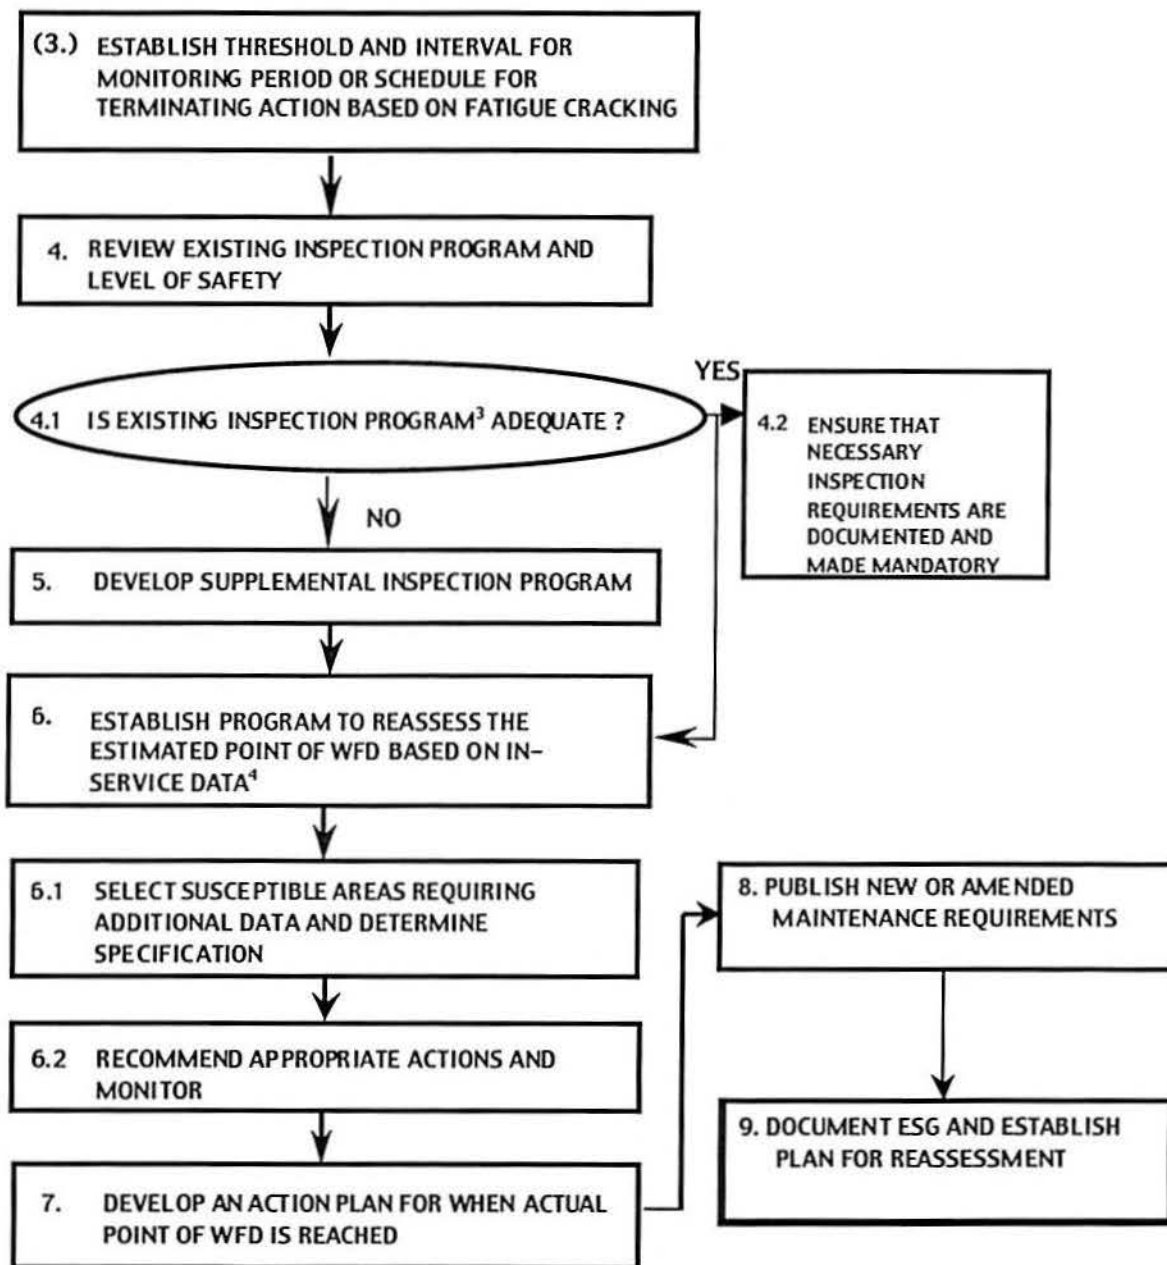 (3.) ESTABLISH THRESHOLD AND INTERVAL FOR
MONITORING PERIOD OR SCHEDULE FOR
TERMINATING ACTION BASED ON FATIGUE CRACKING
4. REVIEW EXISTING INSPECTION PROGRAM AND
LEVEL OF SAFETY
4.1 IS EXISTING INSPECTION PROGRAM³ ADEQUATE ?
YES
4.2 ENSURE THAT
NECESSARY
INSPECTION
REQUIREMENTS ARE
DOCUMENTED AND
MADE MANDATORY
NO
5. DEVELOP SUPPLEMENTAL INSPECTION PROGRAM
6. ESTABLISH PROGRAM TO REASSESS THE
ESTIMATED POINT OF WFD BASED ON IN-
SERVICE DATA⁴
6.1 SELECT SUSCEPTIBLE AREAS REQUIRING
ADDITIONAL DATA AND DETERMINE
SPECIFICATION
6.2 RECOMMEND APPROPRIATE ACTIONS AND
MONITOR
7. DEVELOP AN ACTION PLAN FOR WHEN ACTUAL
POINT OF WFD IS REACHED
8. PUBLISH NEW OR AMENDED
MAINTENANCE REQUIREMENTS
9. DOCUMENT ESG AND ESTABLISH
PLAN FOR REASSESSMENT